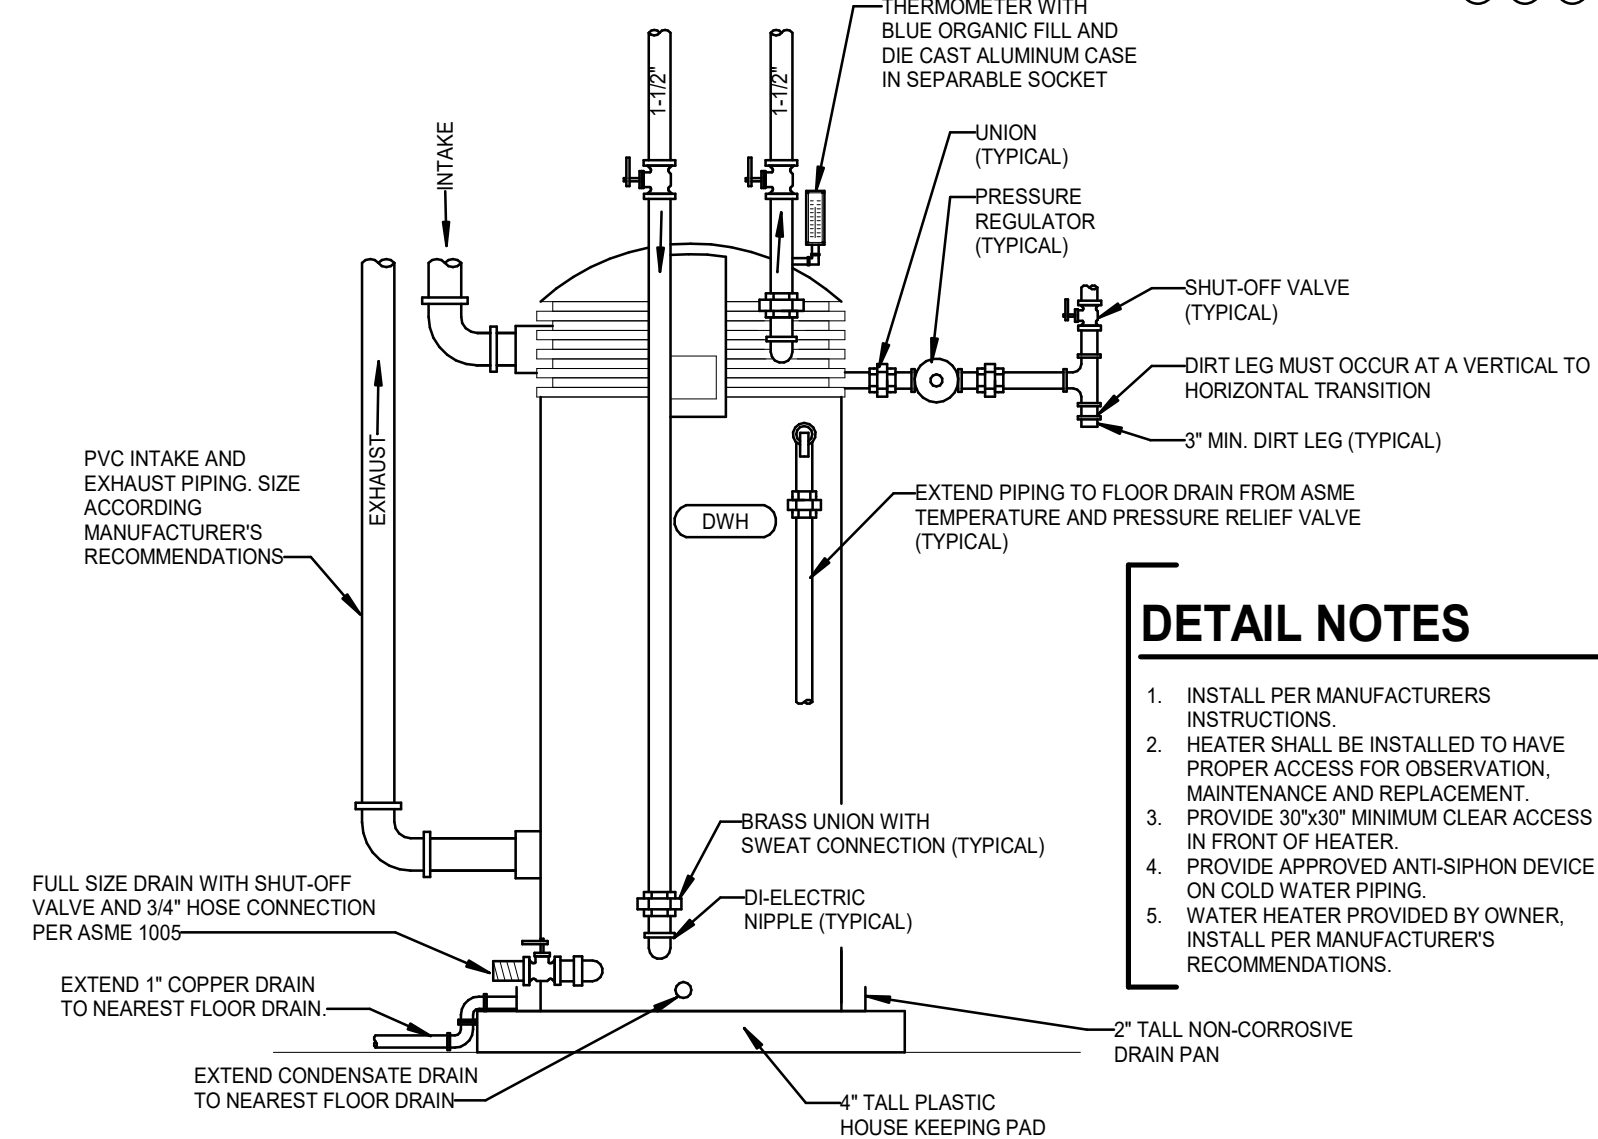 THERMOMETER WITH
BLUE ORGANIC FILL AND
DIE CAST ALUMINUM CASE
IN SEPARABLE SOCKET
1-1/2"
1-1/2"
UNION
(TYPICAL)
INTAKE
PRESSURE
REGULATOR
(TYPICAL)
SHUT-OFF VALVE
(TYPICAL)
DIRT LEG MUST OCCUR AT A VERTICAL TO
HORIZONTAL TRANSITION
3" MIN. DIRT LEG (TYPICAL)
EXHAUST
PVC INTAKE AND
EXHAUST PIPING. SIZE
ACCORDING
MANUFACTURER'S
RECOMMENDATIONS
DWH
EXTEND PIPING TO FLOOR DRAIN FROM ASME
TEMPERATURE AND PRESSURE RELIEF VALVE
(TYPICAL)
DETAIL NOTES
1. INSTALL PER MANUFACTURERS
INSTRUCTIONS.
2. HEATER SHALL BE INSTALLED TO HAVE
PROPER ACCESS FOR OBSERVATION,
MAINTENANCE AND REPLACEMENT.
3. PROVIDE 30"x30" MINIMUM CLEAR ACCESS
IN FRONT OF HEATER.
4. PROVIDE APPROVED ANTI-SIPHON DEVICE
ON COLD WATER PIPING.
5. WATER HEATER PROVIDED BY OWNER,
INSTALL PER MANUFACTURER'S
RECOMMENDATIONS.
BRASS UNION WITH
SWEAT CONNECTION (TYPICAL)
DI-ELECTRIC
NIPPLE (TYPICAL)
FULL SIZE DRAIN WITH SHUT-OFF
VALVE AND 3/4" HOSE CONNECTION
PER ASME 1005
EXTEND 1" COPPER DRAIN
TO NEAREST FLOOR DRAIN.
EXTEND CONDENSATE DRAIN
TO NEAREST FLOOR DRAIN
2" TALL NON-CORROSIVE
DRAIN PAN
4" TALL PLASTIC
HOUSE KEEPING PAD